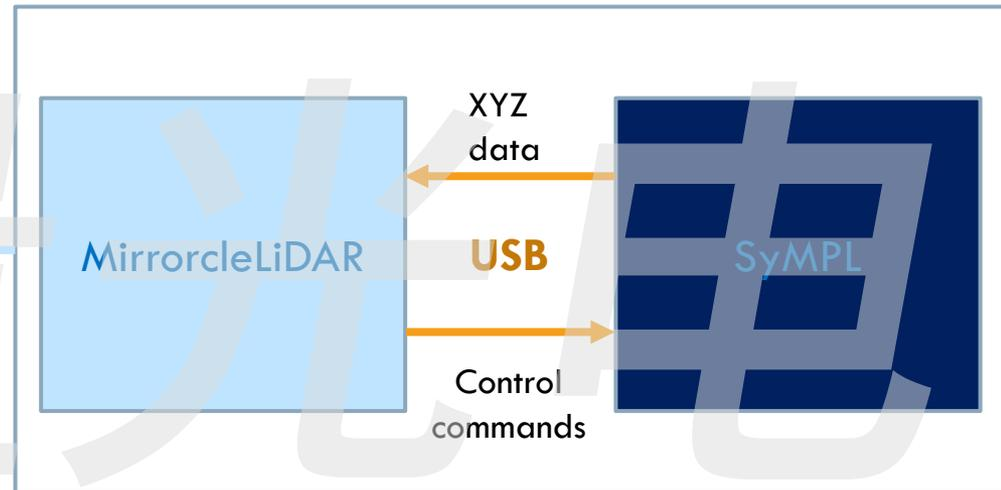 XYZ
data
MirrorcleLiDAR
USB
SyMPL
Control
commands
光电